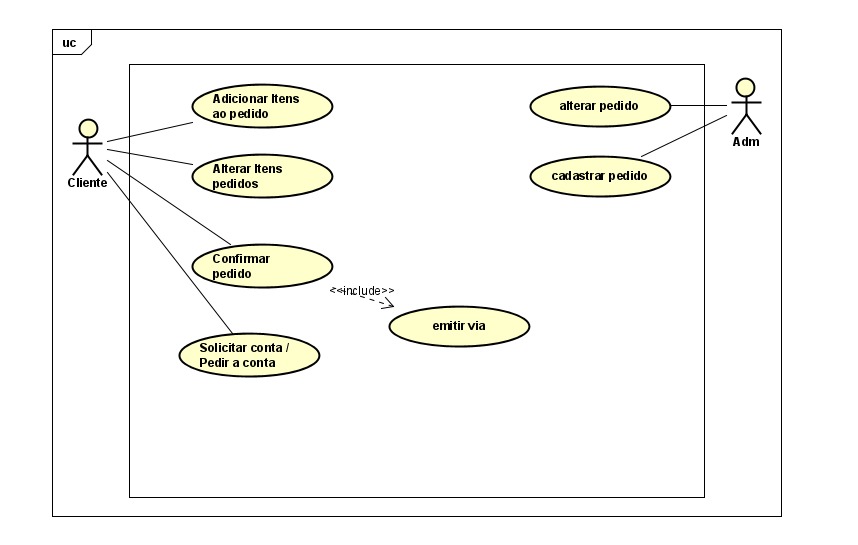 uc
Adicionar Itens
ao pedido
alterar pedido
Adm
Cliente
Alterar Itens
pedidos
cadastrar pedido
Confirmar
pedido
<<include>>
emitir via
Solicitar conta /
Pedir a conta